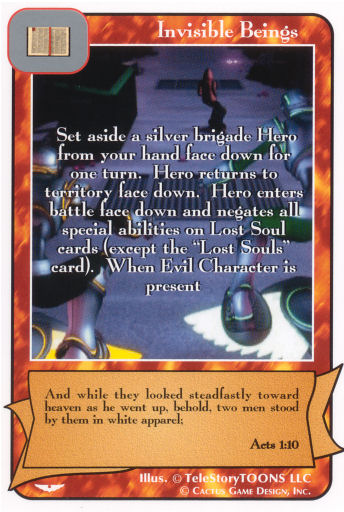 Invisible Beings
Set aside a silver brigade Hero
from your hand face down for
one turn. Hero returns to
territory face down. Hero enters
battle face down and negates all
special abilities on Lost Soul
cards (except the "Lost Souls"
card). When Evil Character is
present
And while they looked steadfastly toward
heaven as he went up, behold, two men stood
by them in white apparel;
Acts 1:10
Illus. © TeleStoryTOONS LLC
© Cactus Game Design, Inc.